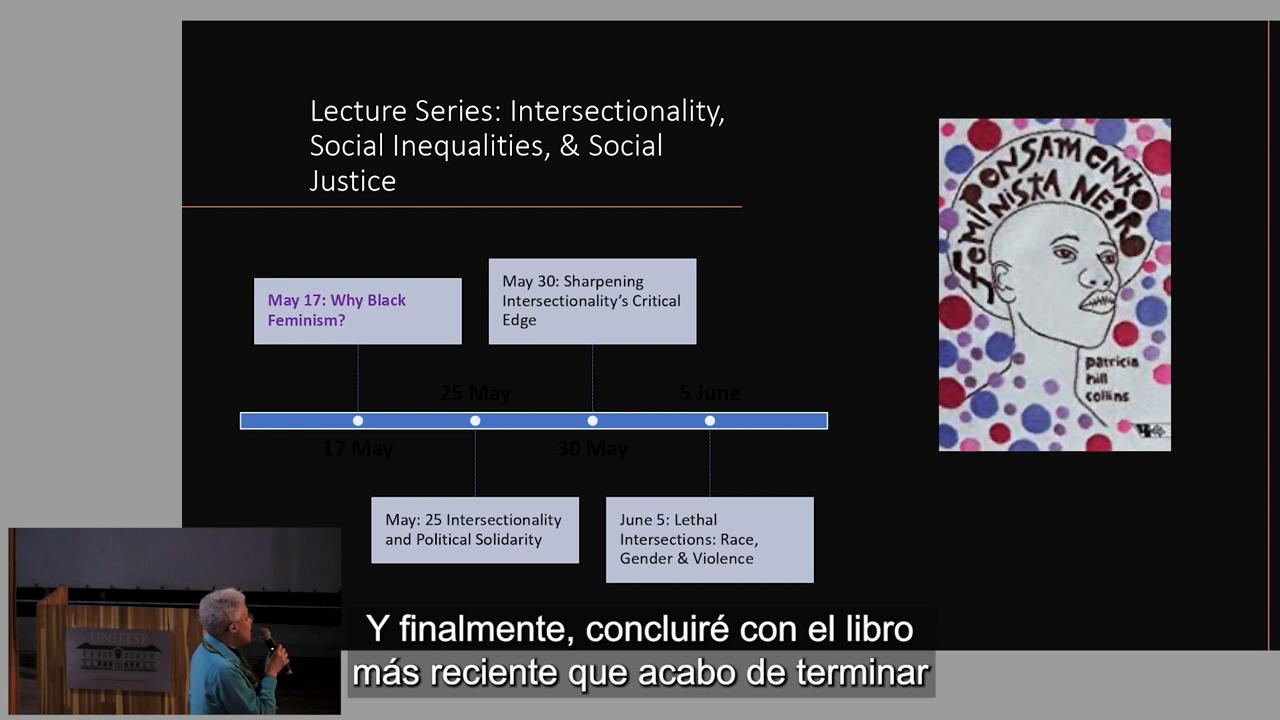 Lecture Series: Intersectionality,
Social Inequalities, & Social
Justice
May 17: Why Black
Feminism?
May 30: Sharpening
Intersectionality's Critical
Edge
25 May
5 June
17 May
30 May
May: 25 Intersectionality
and Political Solidarity
June 5: Lethal
Intersections: Race,
Gender & Violence
PONSAMENTO
FEMINISTA NEGRO
patricia
hill
collins
UNIFESP
Y finalmente, concluiré con el libro
más reciente que acabo de terminar